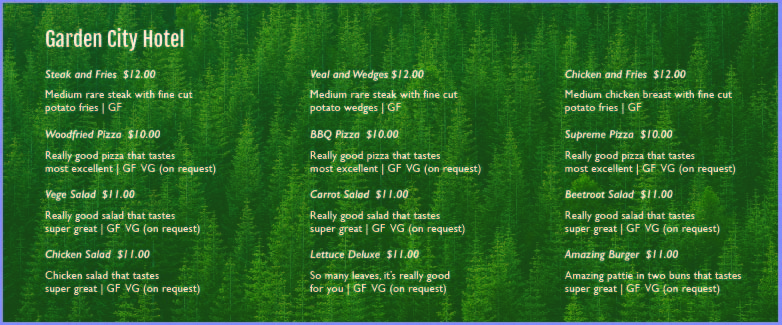 Garden City Hotel
Steak and Fries $12.00
Medium rare steak with fine cut
potato fries | GF
Woodfried Pizza $10.00
Really good pizza that tastes
most excellent | GF VG (on request)
Vege Salad $11.00
Really good salad that tastes
super great | GF VG (on request)
Chicken Salad $11.00
Chicken salad that tastes
super great | GF VG (on request)
Veal and Wedges $12.00
Medium rare steak with fine cut
potato wedges | GF
BBQ Pizza $10.00
Really good pizza that tastes
most excellent | GF VG (on request)
Carrot Salad $11.00
Really good salad that tastes
super great | GF VG (on request)
Lettuce Deluxe $11.00
So many leaves, it's really good
for you | GF VG (on request)
Chicken and Fries $12.00
Medium chicken breast with fine cut
potato fries | GF
Supreme Pizza $10.00
Really good pizza that tastes
most excellent | GF VG (on request)
Beetroot Salad $11.00
Really good salad that tastes
super great | GF VG (on request)
Amazing Burger $11.00
Amazing pattie in two buns that tastes
super great | GF VG (on request)